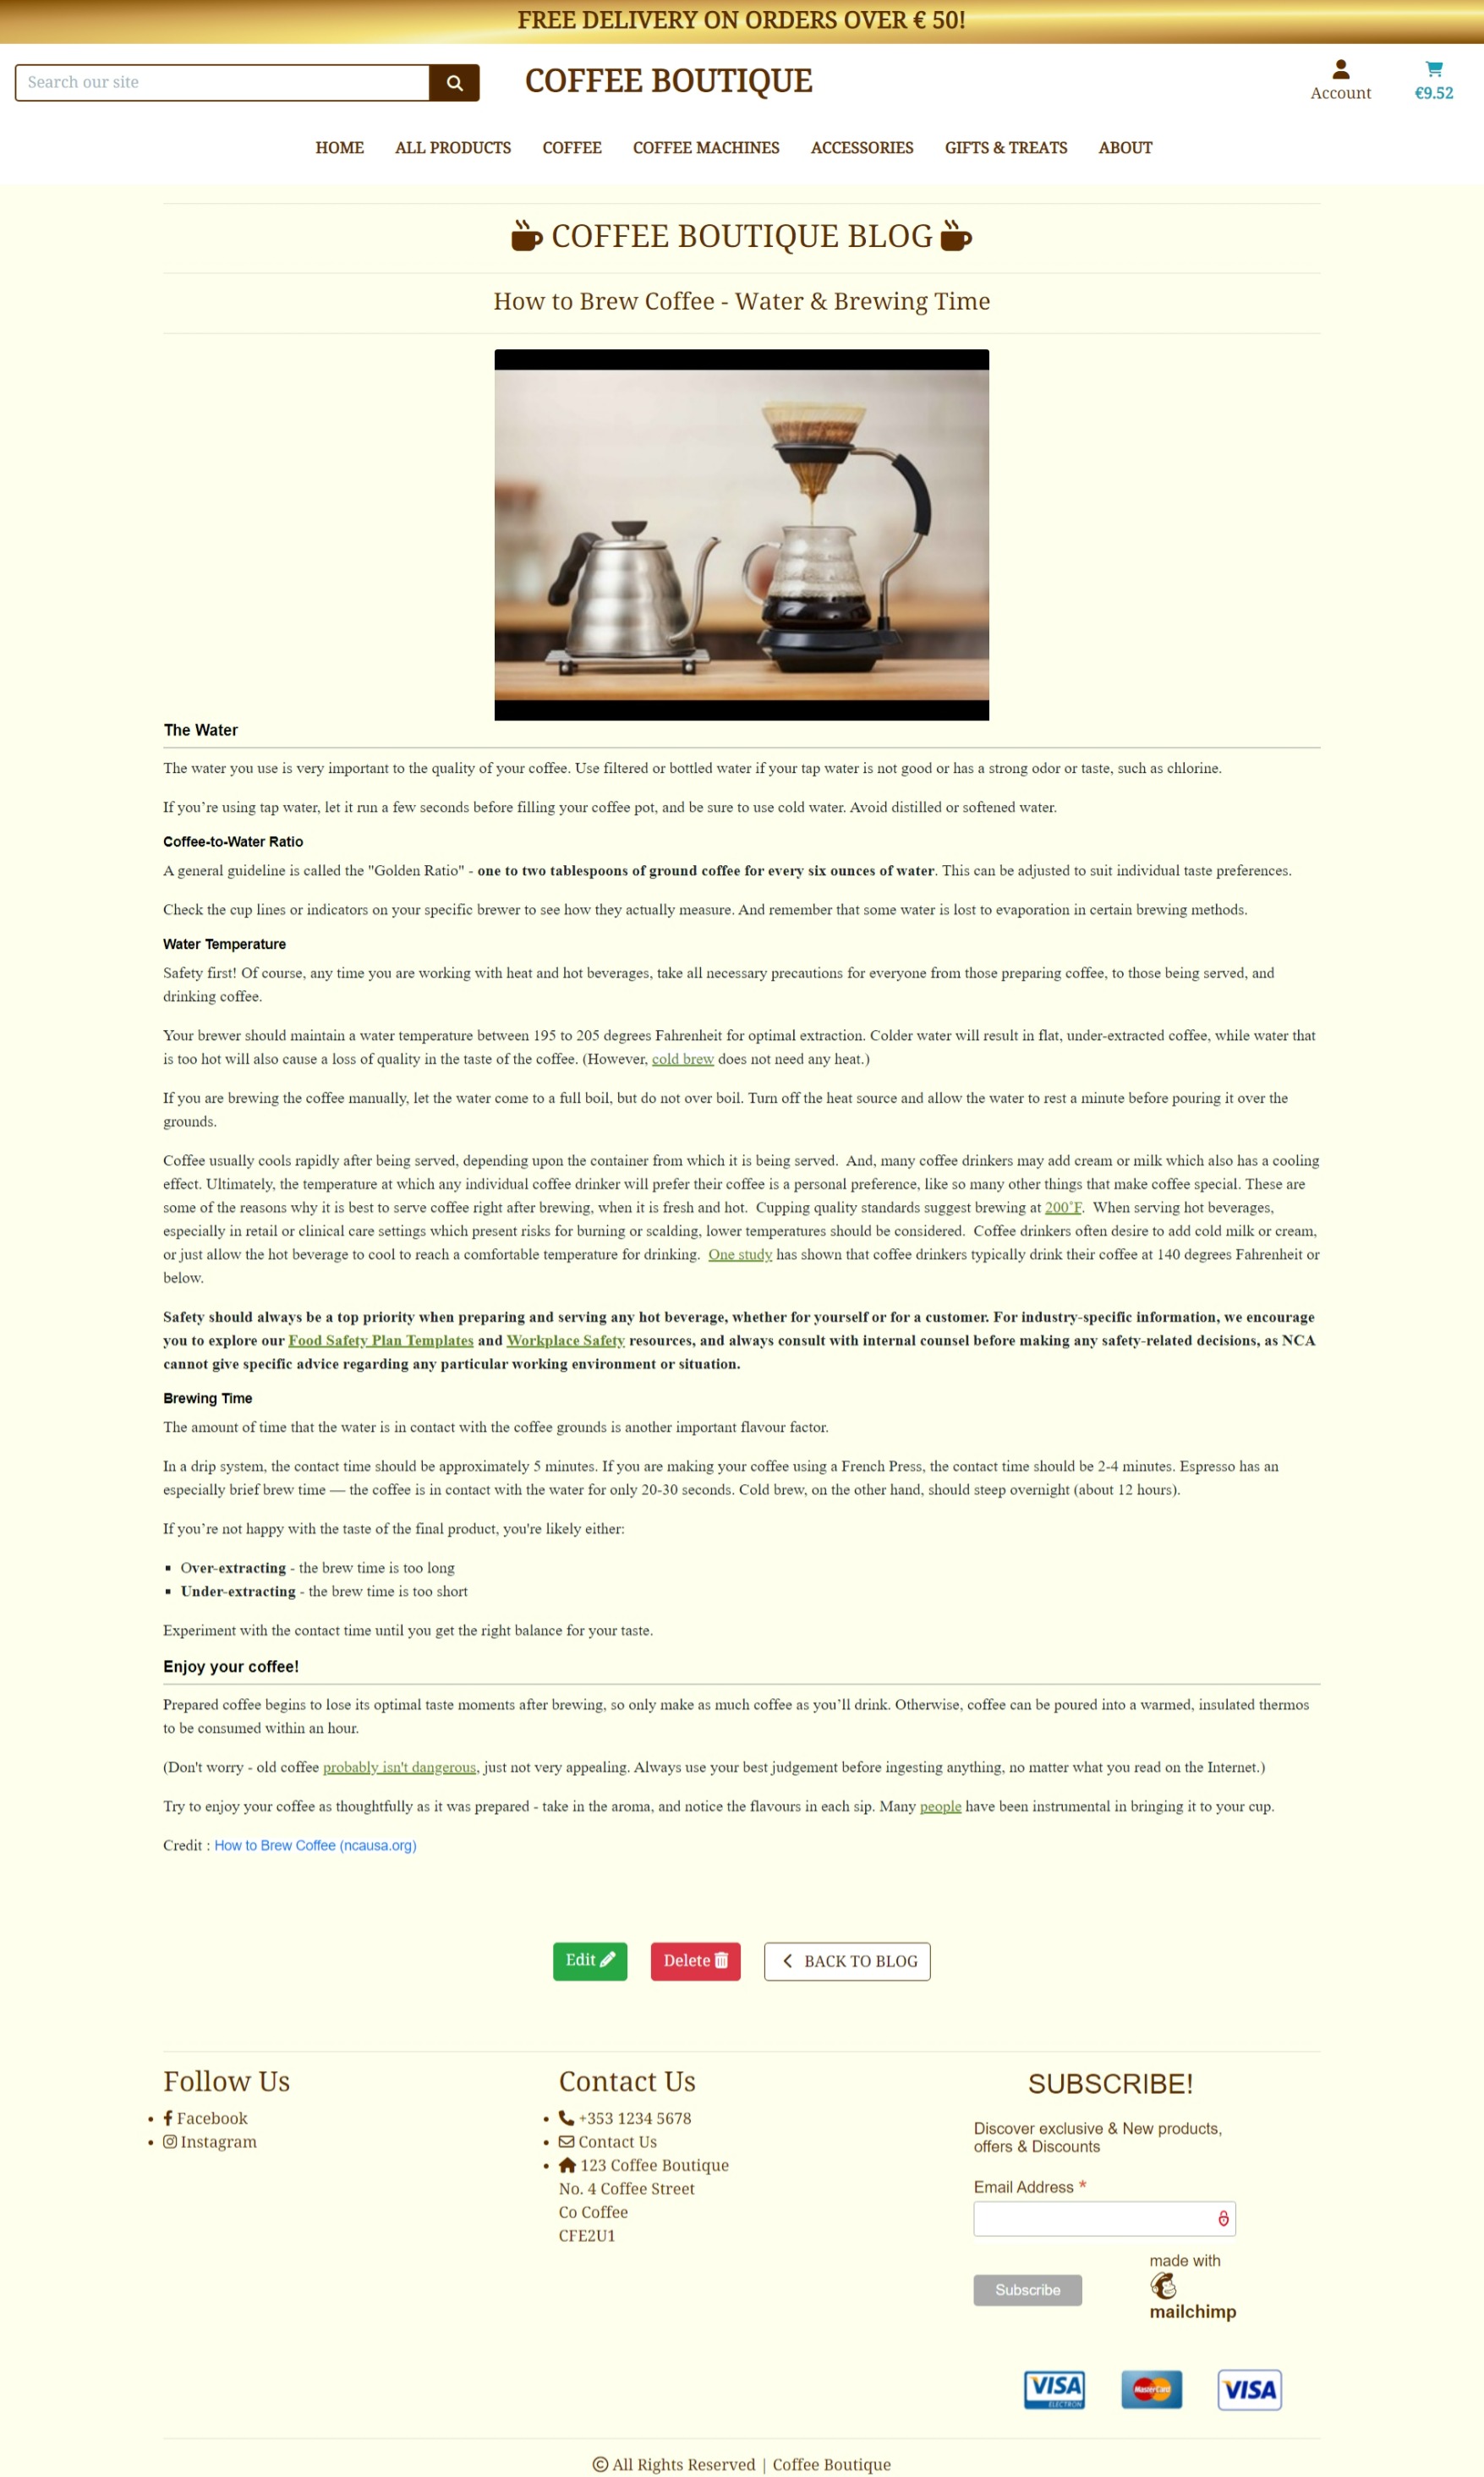 FREE DELIVERY ON ORDERS OVER € 50!
Search our site
COFFEE BOUTIQUE
Account
€9.52
HOME
ALL PRODUCTS
COFFEE
COFFEE MACHINES
ACCESSORIES
GIFTS & TREATS
ABOUT
COFFEE BOUTIQUE BLOG
How to Brew Coffee - Water & Brewing Time
The Water
The water you use is very important to the quality of your coffee. Use filtered or bottled water if your tap water is not good or has a strong odor or taste, such as chlorine.
If you’re using tap water, let it run a few seconds before filling your coffee pot, and be sure to use cold water. Avoid distilled or softened water.
Coffee-to-Water Ratio
A general guideline is called the "Golden Ratio" - one to two tablespoons of ground coffee for every six ounces of water. This can be adjusted to suit individual taste preferences.
Check the cup lines or indicators on your specific brewer to see how they actually measure. And remember that some water is lost to evaporation in certain brewing methods.
Water Temperature
Safety first! Of course, any time you are working with heat and hot beverages, take all necessary precautions for everyone from those preparing coffee, to those being served, and
drinking coffee.
Your brewer should maintain a water temperature between 195 to 205 degrees Fahrenheit for optimal extraction. Colder water will result in flat, under-extracted coffee, while water that
is too hot will also cause a loss of quality in the taste of the coffee. (However, cold brew does not need any heat.)
If you are brewing the coffee manually, let the water come to a full boil, but do not over boil. Turn off the heat source and allow the water to rest a minute before pouring it over the
grounds.
Coffee usually cools rapidly after being served, depending upon the container from which it is being served.  And, many coffee drinkers may add cream or milk which also has a cooling
effect. Ultimately, the temperature at which any individual coffee drinker will prefer their coffee is a personal preference, like so many other things that make coffee special. These are
some of the reasons why it is best to serve coffee right after brewing, when it is fresh and hot.  Cupping quality standards suggest brewing at 200˚F.  When serving hot beverages,
especially in retail or clinical care settings which present risks for burning or scalding, lower temperatures should be considered.  Coffee drinkers often desire to add cold milk or cream,
or just allow the hot beverage to cool to reach a comfortable temperature for drinking.  One study has shown that coffee drinkers typically drink their coffee at 140 degrees Fahrenheit or
below.
Safety should always be a top priority when preparing and serving any hot beverage, whether for yourself or for a customer. For industry-specific information, we encourage
you to explore our Food Safety Plan Templates and Workplace Safety resources, and always consult with internal counsel before making any safety-related decisions, as NCA
cannot give specific advice regarding any particular working environment or situation.
Brewing Time
The amount of time that the water is in contact with the coffee grounds is another important flavour factor.
In a drip system, the contact time should be approximately 5 minutes. If you are making your coffee using a French Press, the contact time should be 2-4 minutes. Espresso has an
especially brief brew time — the coffee is in contact with the water for only 20-30 seconds. Cold brew, on the other hand, should steep overnight (about 12 hours).
If you’re not happy with the taste of the final product, you're likely either:
▪ Over-extracting - the brew time is too long
▪ Under-extracting - the brew time is too short
Experiment with the contact time until you get the right balance for your taste.
Enjoy your coffee!
Prepared coffee begins to lose its optimal taste moments after brewing, so only make as much coffee as you’ll drink. Otherwise, coffee can be poured into a warmed, insulated thermos
to be consumed within an hour.
(Don't worry - old coffee probably isn't dangerous, just not very appealing. Always use your best judgement before ingesting anything, no matter what you read on the Internet.)
Try to enjoy your coffee as thoughtfully as it was prepared - take in the aroma, and notice the flavours in each sip. Many people have been instrumental in bringing it to your cup.
Credit : How to Brew Coffee (ncausa.org)
Edit
Delete
BACK TO BLOG
Follow Us
• Facebook
• Instagram
Contact Us
• +353 1234 5678
• Contact Us
• 123 Coffee Boutique
No. 4 Coffee Street
Co Coffee
CFE2U1
SUBSCRIBE!
Discover exclusive & New products,
offers & Discounts
Email Address *
Subscribe
made with
mailchimp
VISA
ELECTRON
MasterCard
VISA
© All Rights Reserved | Coffee Boutique